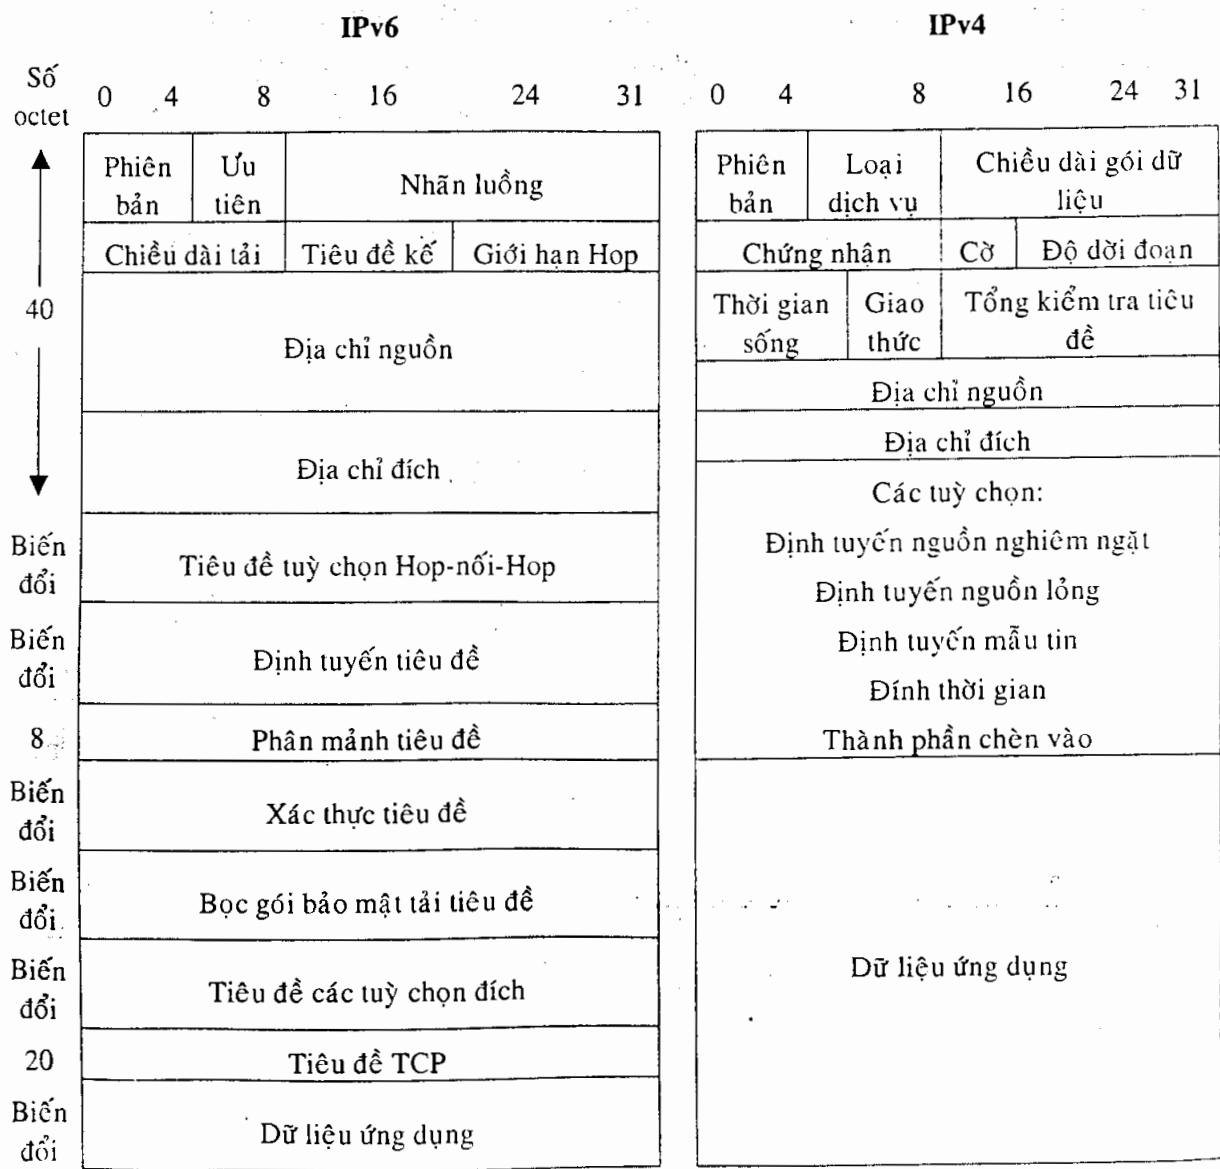 IPv6
IPv4
Số
octet
0 4 8 16 24 31
0 4 8 16 24 31
Phiên
bản
Ưu
tiên
Nhãn luồng
Chiều dài tải
Tiêu đề kế
Giới hạn Hop
40
Địa chỉ nguồn
Địa chỉ đích
Biến
đổi
Tiêu đề tuỳ chọn Hop-nối-Hop
Biến
đổi
Định tuyến tiêu đề
8
Phân mảnh tiêu đề
Biến
đổi
Xác thực tiêu đề
Biến
đổi
Bọc gói bảo mật tải tiêu đề
Biến
đổi
Tiêu đề các tuỳ chọn đích
20
Tiêu đề TCP
Biến
đổi
Dữ liệu ứng dụng
Phiên
bản
Loại
dịch vụ
Chiều dài gói dữ
liệu
Chứng nhận
Cờ
Độ dời đoạn
Thời gian
sống
Giao
thức
Tổng kiểm tra tiêu
đề
Địa chỉ nguồn
Địa chỉ đích
Các tuỳ chọn:
Định tuyến nguồn nghiêm ngặt
Định tuyến nguồn lỏng
Định tuyến mẫu tin
Đính thời gian
Thành phần chèn vào
Dữ liệu ứng dụng